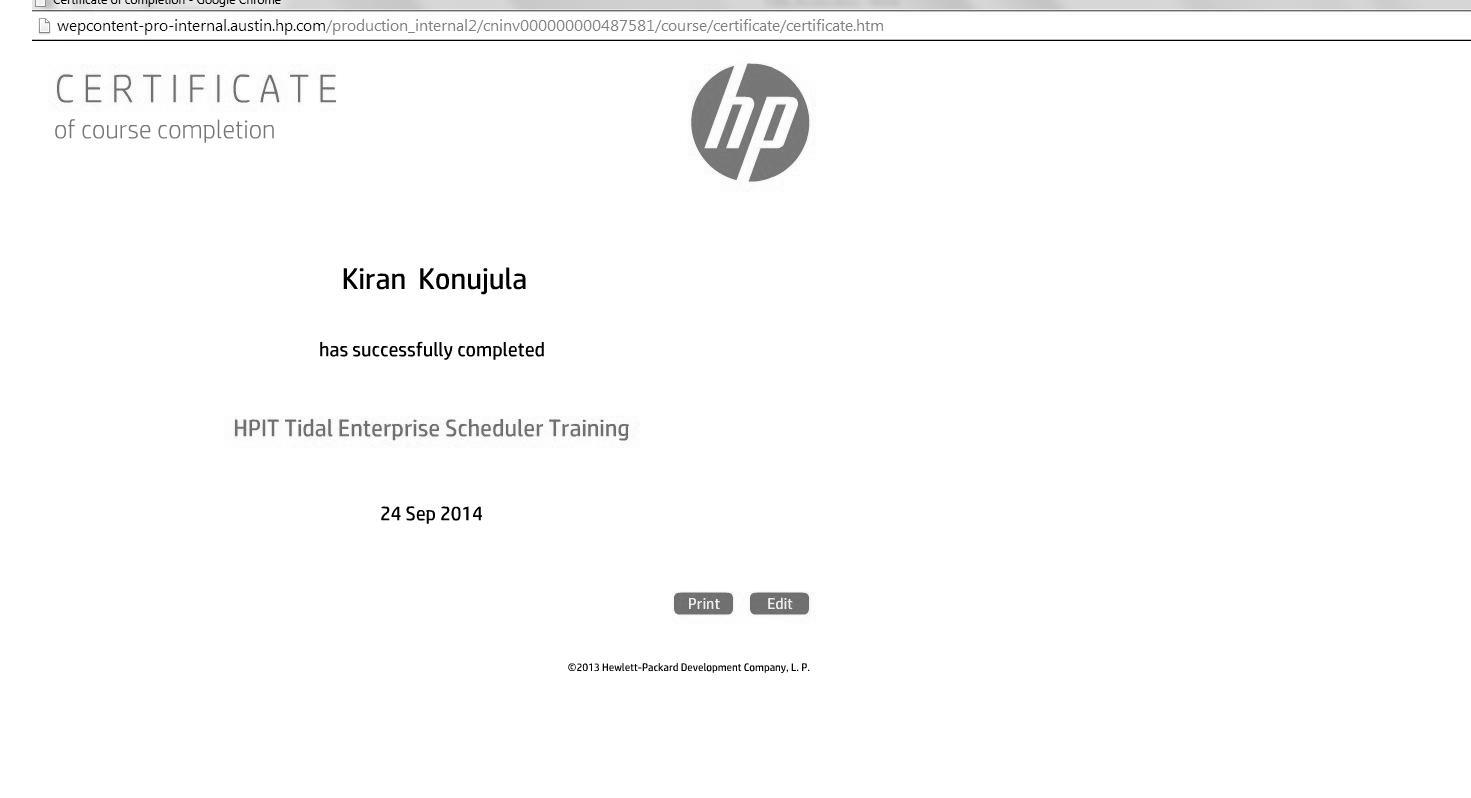 Certificate of completion - Google Chrome
wepcontent-pro-internal.austin.hp.com/production_internal2/cninv000000000487581/course/certificate/certificate.htm
CERTIFICATE
of course completion
hp
Kiran Konujula
has successfully completed
HPIT Tidal Enterprise Scheduler Training
24 Sep 2014
Print Edit
©2013 Hewlett-Packard Development Company, L. P.